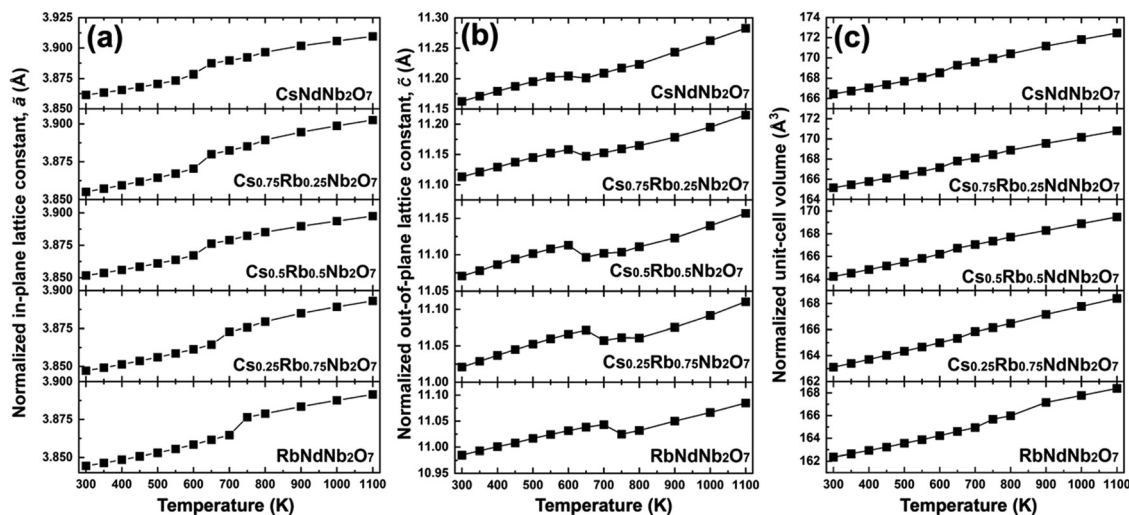 (a)
Normalized in-plane lattice constant, ã (Å)
3.925
3.900
3.875
3.850
CsNdNb₂O₇
3.900
3.875
3.850
Cs0.75Rb0.25Nb₂O₇
3.900
3.875
3.850
Cs0.5Rb0.5Nb₂O₇
3.900
3.875
3.850
Cs0.25Rb0.75Nb₂O₇
3.900
3.875
3.850
RbNdNb₂O₇
300 400 500 600 700 800 900 1000 1100
Temperature (K)
(b)
Normalized out-of-plane lattice constant, c̃ (Å)
11.30
11.25
11.20
11.15
CsNdNb₂O₇
11.20
11.15
11.10
Cs0.75Rb0.25Nb₂O₇
11.15
11.10
11.05
Cs0.5Rb0.5Nb₂O₇
11.10
11.05
11.00
Cs0.25Rb0.75Nb₂O₇
11.10
11.05
11.00
10.95
RbNdNb₂O₇
300 400 500 600 700 800 900 1000 1100
Temperature (K)
(c)
Normalized unit-cell volume (Å³)
174
172
170
168
166
164
CsNdNb₂O₇
172
170
168
166
164
Cs0.75Rb0.25NdNb₂O₇
170
168
166
164
162
Cs0.5Rb0.5NdNb₂O₇
168
166
164
162
Cs0.25Rb0.75NdNb₂O₇
168
166
164
162
RbNdNb₂O₇
300 400 500 600 700 800 900 1000 1100
Temperature (K)